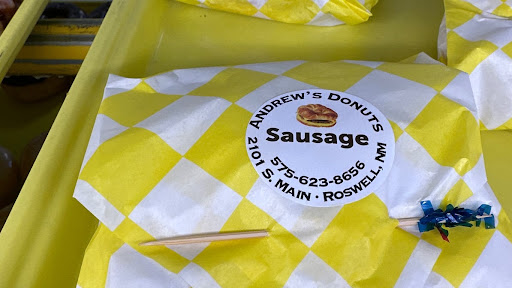 Andrew's Donuts
Sausage
575-623-8656
2101 S. Main · Roswell, NM